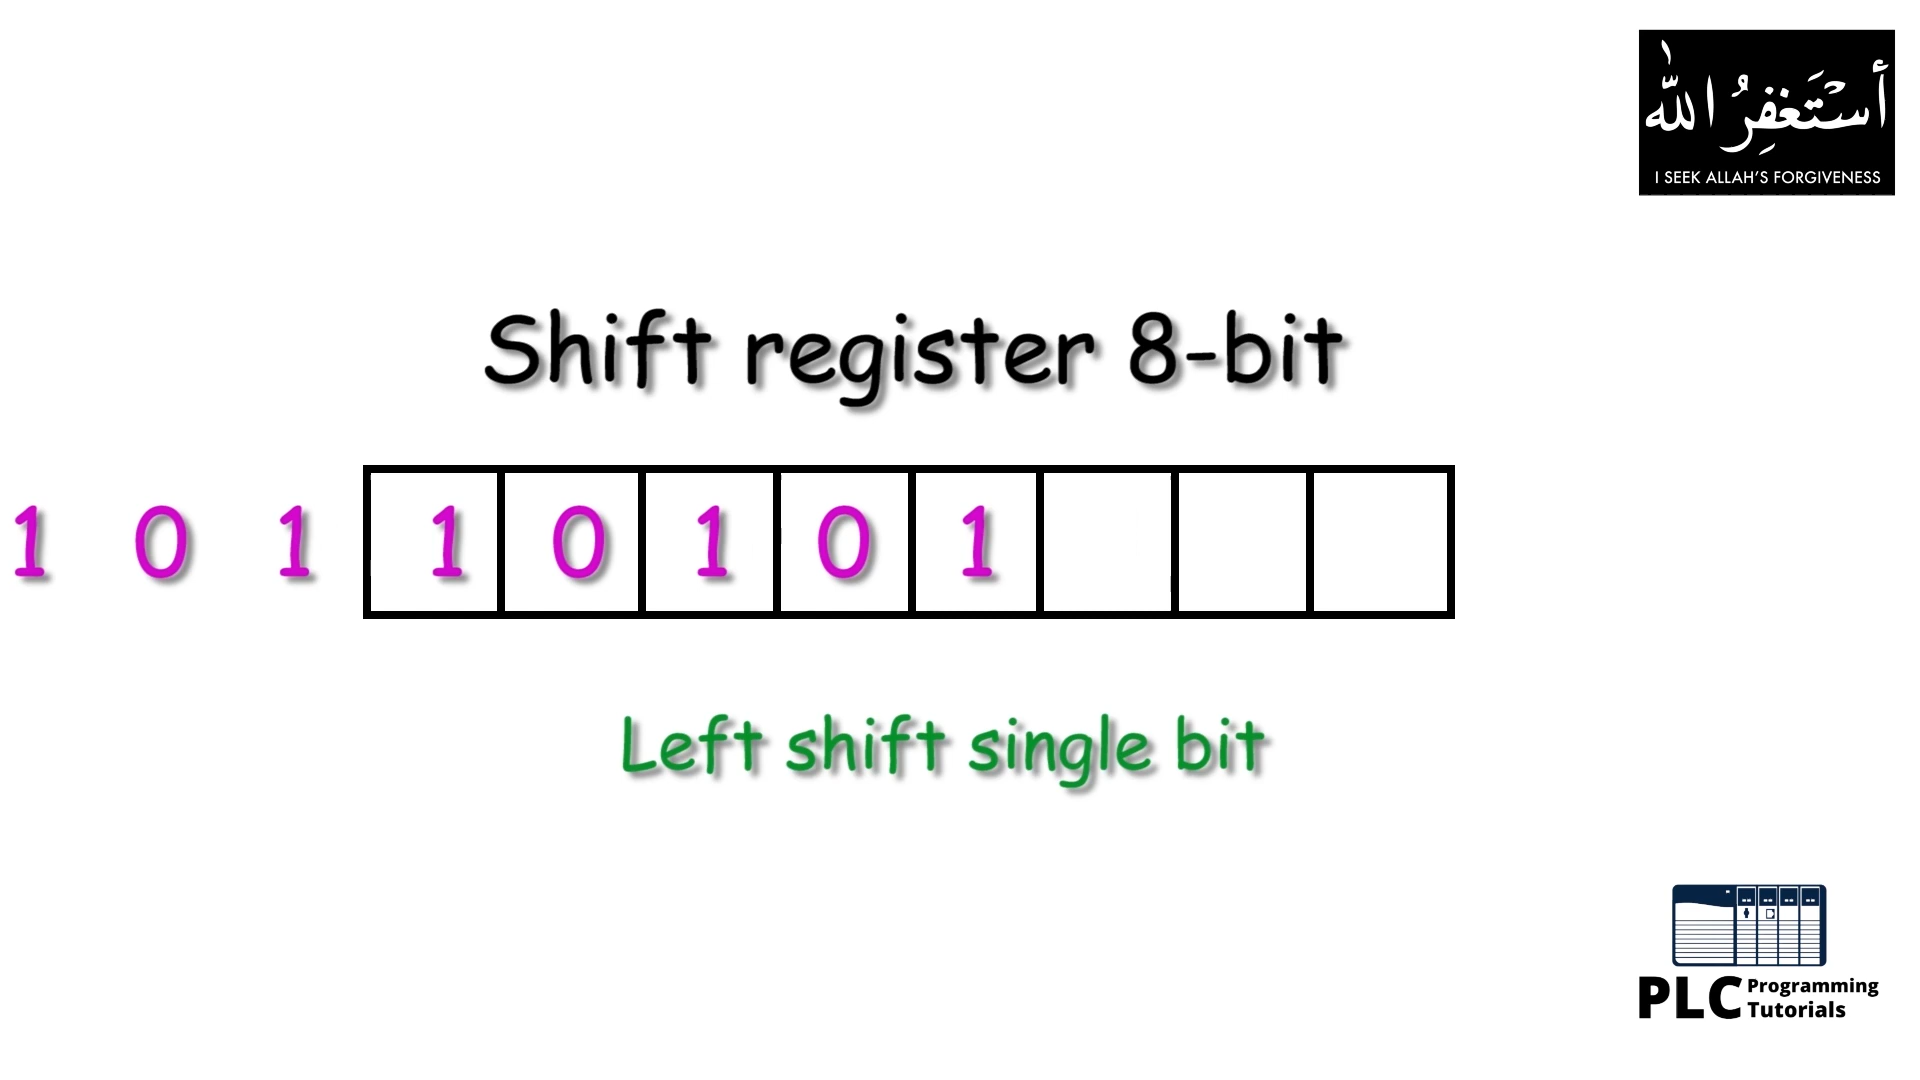 أَسْتَغْفِرُ اللّٰه
I SEEK ALLAH'S FORGIVENESS
Shift register 8-bit
1 0 1 1 0 1 0 1
Left shift single bit
PLC Programming
Tutorials